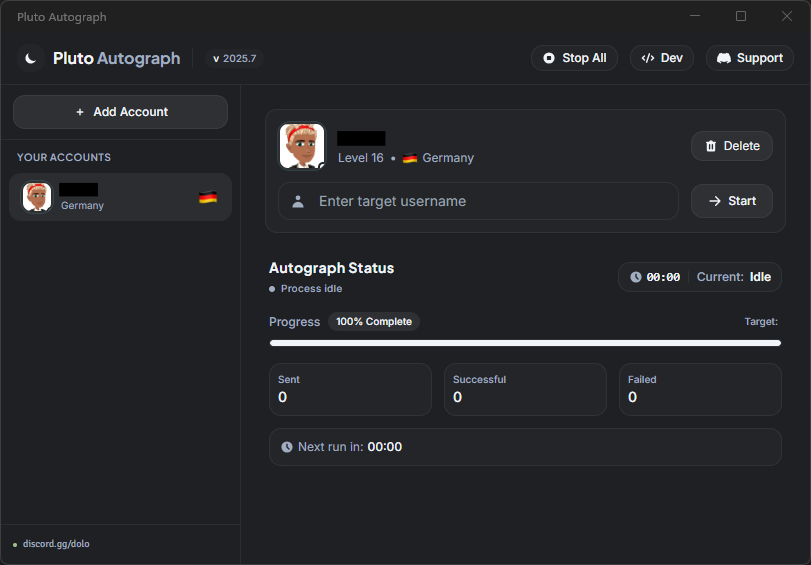 Pluto Autograph
Pluto Autograph
v 2025.7
Stop All
Dev
Support
+ Add Account
YOUR ACCOUNTS
Germany
Level 16 • Germany
Delete
Enter target username
Start
Autograph Status
Process idle
00:00
Current: Idle
Progress
100% Complete
Target:
Sent
0
Successful
0
Failed
0
Next run in: 00:00
discord.gg/dolo